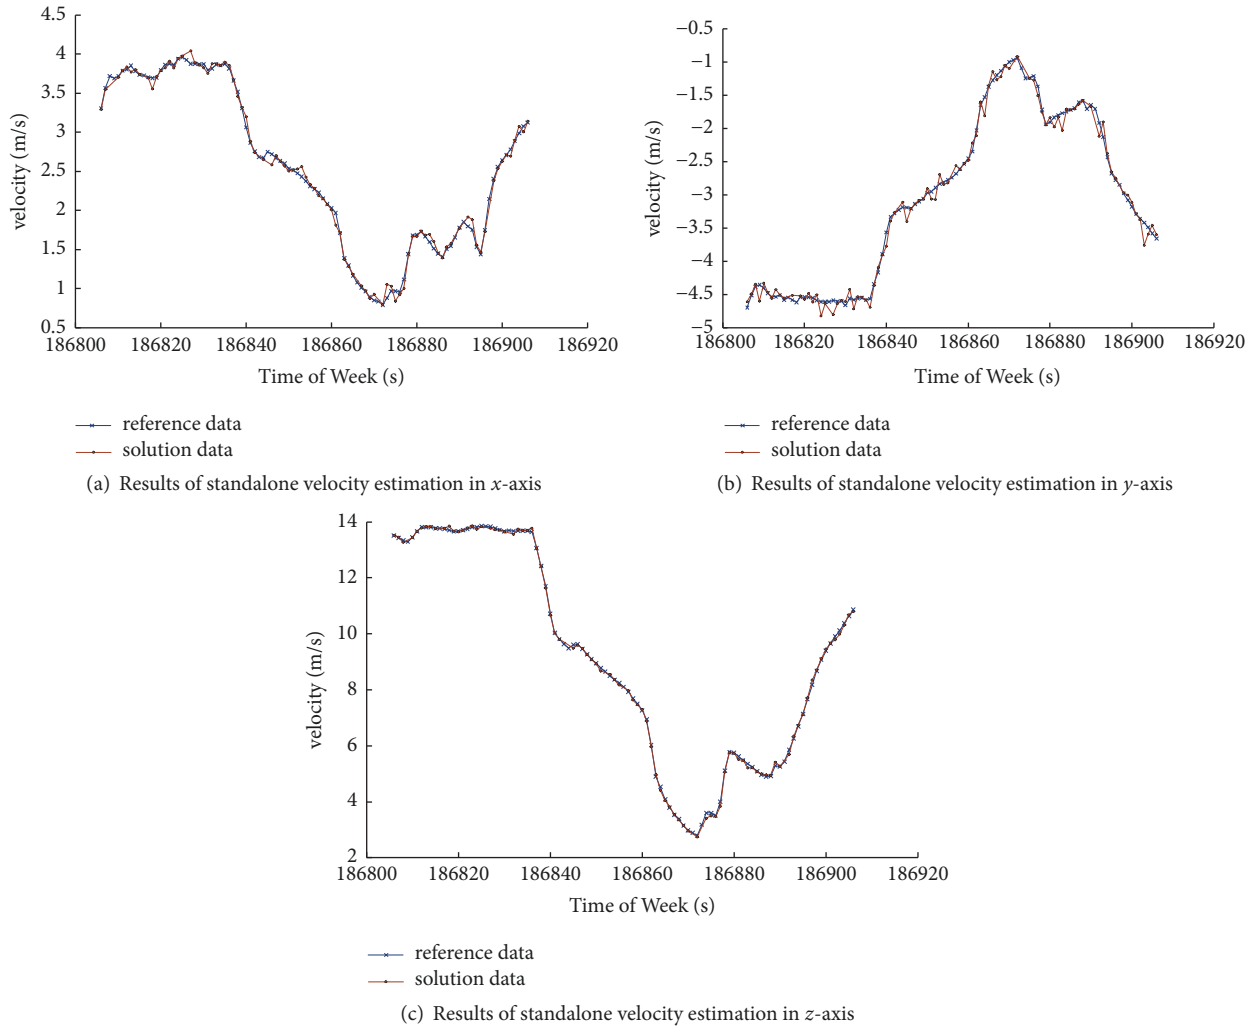 4.5
4
3.5
3
2.5
2
1.5
1
0.5
velocity (m/s)
186800 186820 186840 186860 186880 186900 186920
Time of Week (s)
reference data
solution data
(a) Results of standalone velocity estimation in x-axis
−0.5
−1
−1.5
−2
−2.5
−3
−3.5
−4
−4.5
−5
velocity (m/s)
186800 186820 186840 186860 186880 186900 186920
Time of Week (s)
reference data
solution data
(b) Results of standalone velocity estimation in y-axis
14
12
10
8
6
4
2
velocity (m/s)
186800 186820 186840 186860 186880 186900 186920
Time of Week (s)
reference data
solution data
(c) Results of standalone velocity estimation in z-axis